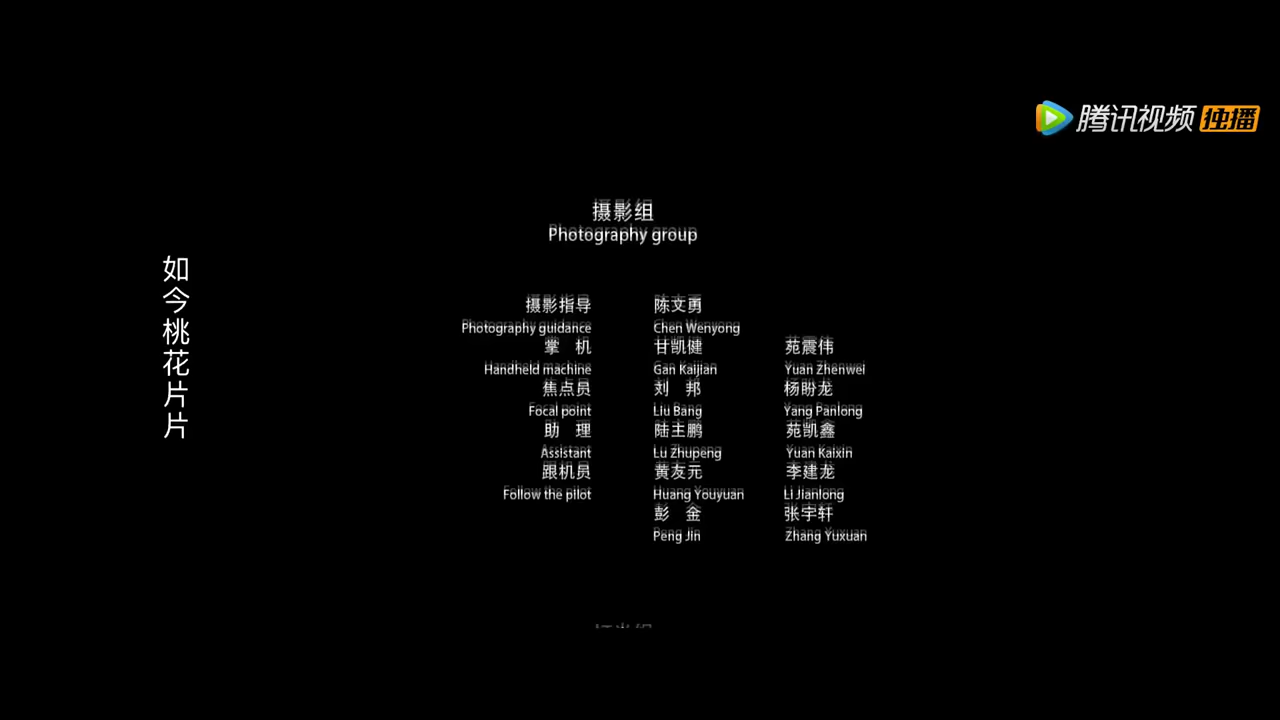 腾讯视频 独播
如今桃花片片
摄影组
Photography group
摄影指导 陈文勇
Photography guidance Chen Wenyong
掌 机 甘凯健 苑震伟
Handheld machine Gan Kaijian Yuan Zhenwei
焦点员 刘 邦 杨盼龙
Focal point Liu Bang Yang Panlong
助 理 陆主鹏 苑凯鑫
Assistant Lu Zhupeng Yuan Kaixin
跟机员 黄友元 李建龙
Follow the pilot Huang Youyuan Li Jianlong
彭 金 张宇轩
Peng Jin Zhang Yuxuan